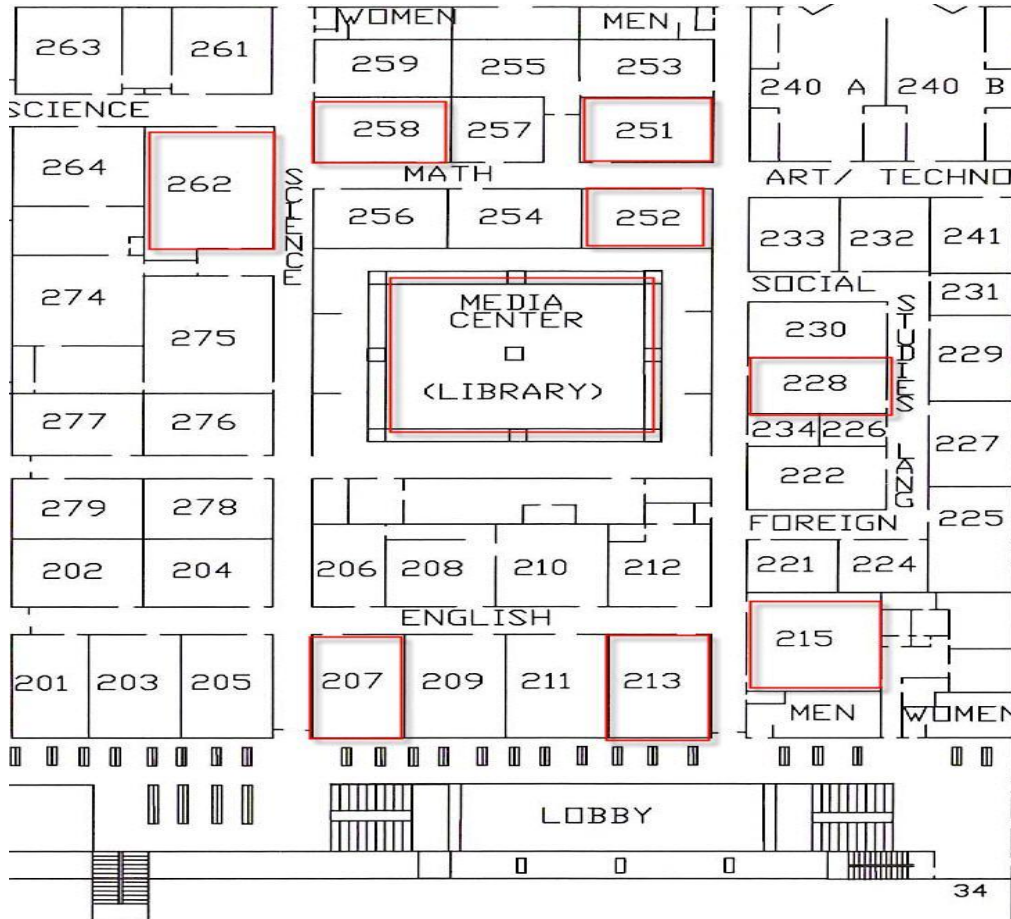 WOMEN MEN
263 261 259 255 253 240 A 240 B
SCIENCE
258 257 251
264 262 MATH ART/ TECHNO
SCIENCE
256 254 252 233 232 241
SOCIAL
274 231
MEDIA
CENTER
STUDIES
230
275 229
(LIBRARY)
228
277 276 234 226 227
LANG
222
279 278 225
FOREIGN
202 204 206 208 210 212 221 224
ENGLISH
215
201 203 205 207 209 211 213
MEN WOMEN
LOBBY
34